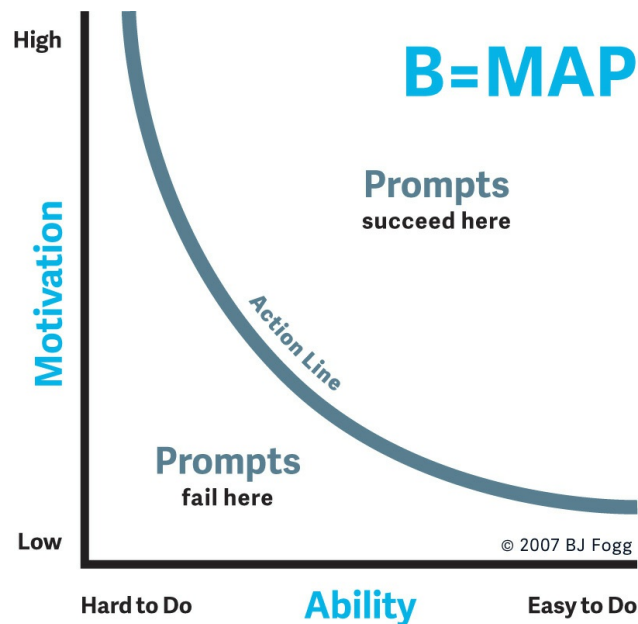 High
B=MAP
Prompts
succeed here
Motivation
Action Line
Prompts
fail here
Low
© 2007 BJ Fogg
Hard to Do
Ability
Easy to Do